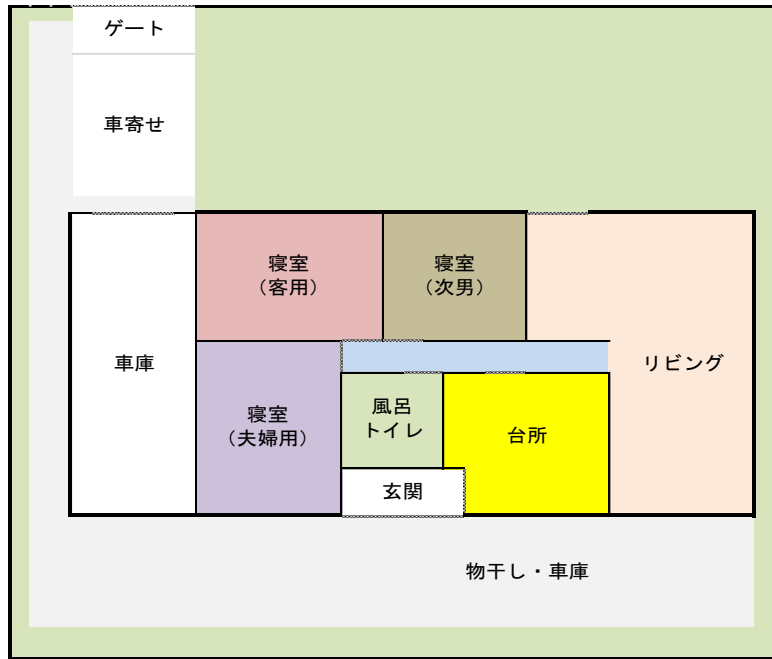 ゲート
車寄せ
寝室
（客用）
寝室
（次男）
車庫
リビング
寝室
（夫婦用）
風呂
トイレ
台所
玄関
物干し・車庫